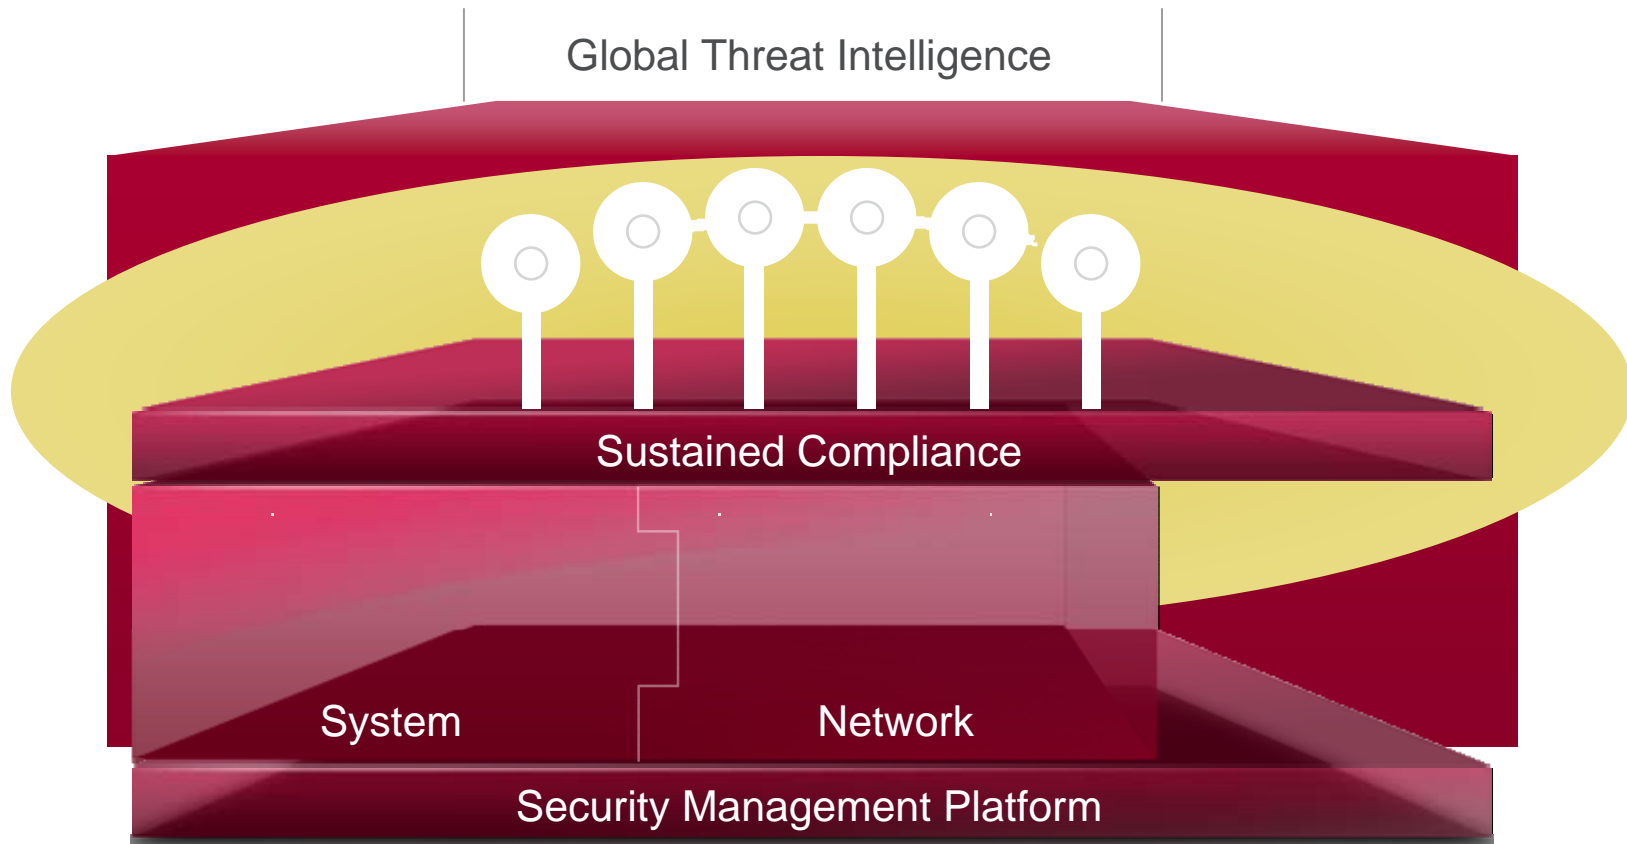 Global Threat Intelligence
Sustained Compliance
System
Network
Security Management Platform